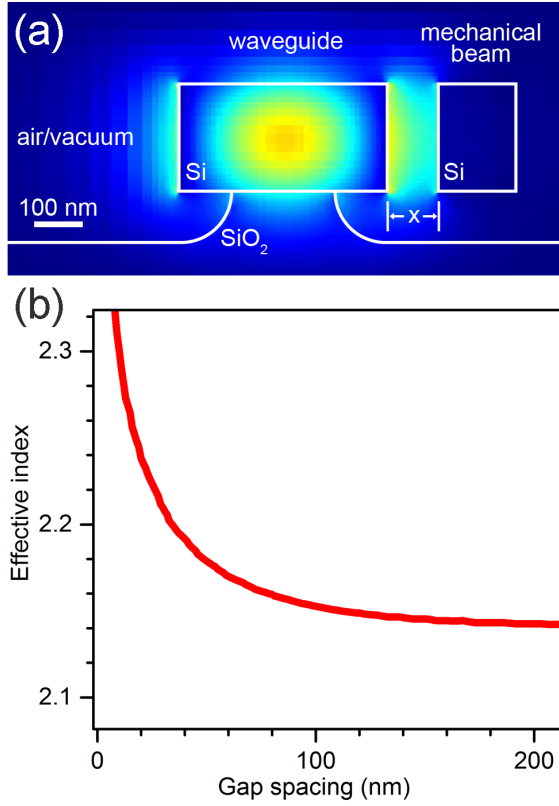 (a)
waveguide
mechanical
beam
air/vacuum
Si
Si
100 nm
x
SiO₂
(b)
2.3
2.2
2.1
Effective index
0
100
200
Gap spacing (nm)